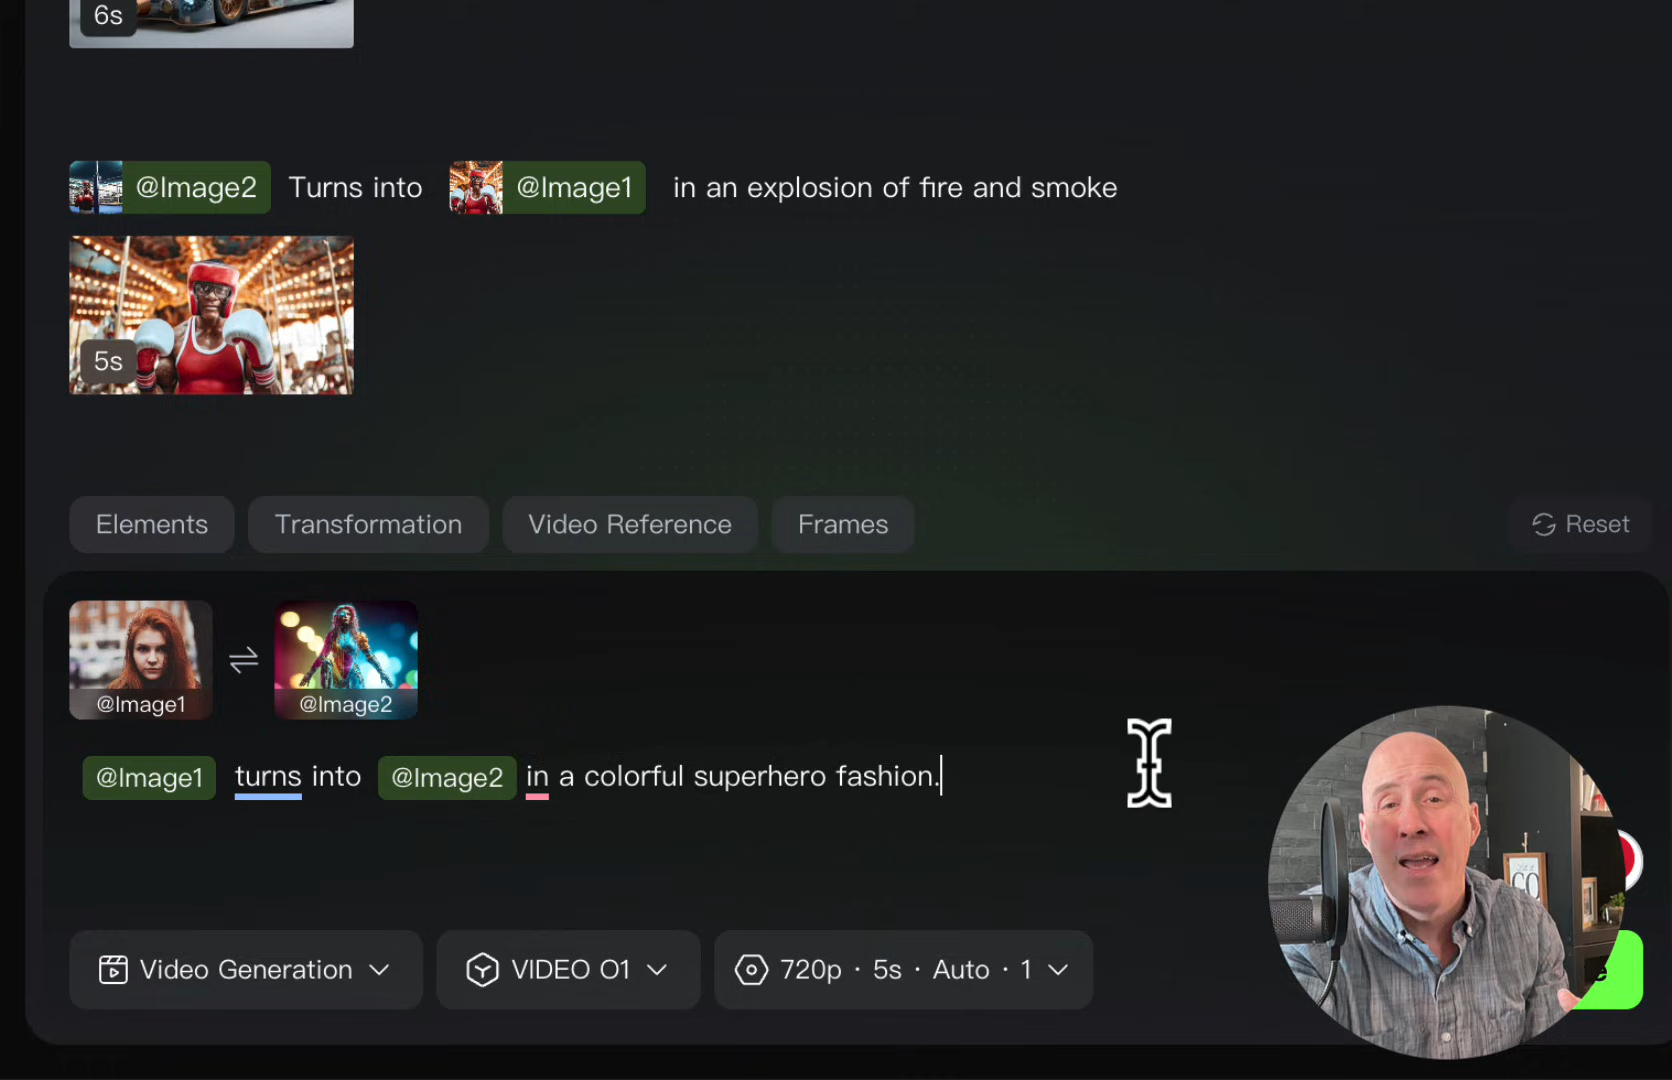 6s
@Image2 Turns into @Image1 in an explosion of fire and smoke
5s
Elements Transformation Video Reference Frames Reset
@Image1 @Image2
@Image1 turns into @Image2 in a colorful superhero fashion.
CO
Video Generation VIDEO O1 720p · 5s · Auto · 1